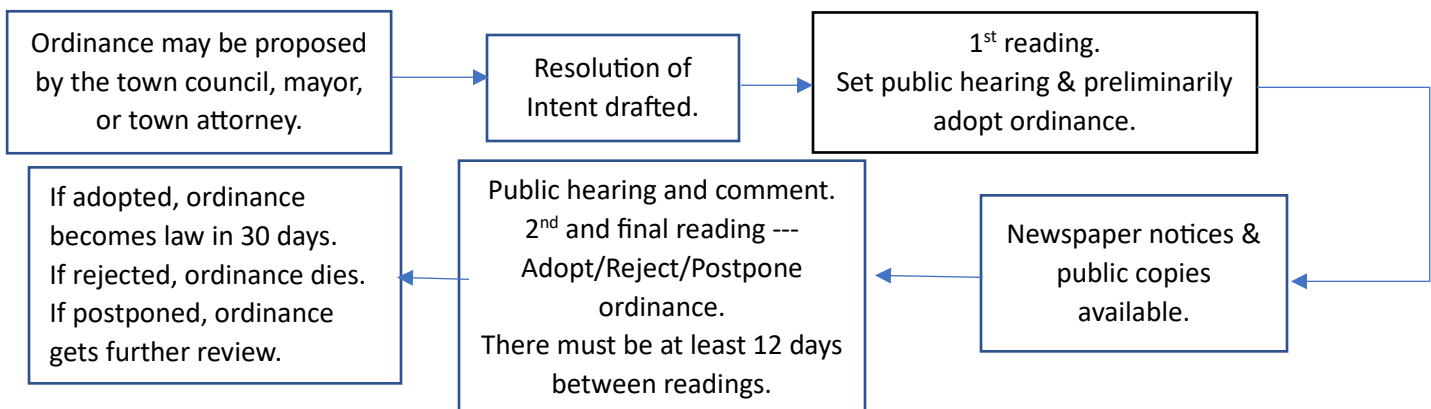 Ordinance may be proposed
by the town council, mayor,
or town attorney.
Resolution of
Intent drafted.
1st reading.
Set public hearing & preliminarily
adopt ordinance.
Newspaper notices &
public copies
available.
Public hearing and comment.
2nd and final reading ---
Adopt/Reject/Postpone
ordinance.
There must be at least 12 days
between readings.
If adopted, ordinance
becomes law in 30 days.
If rejected, ordinance dies.
If postponed, ordinance
gets further review.